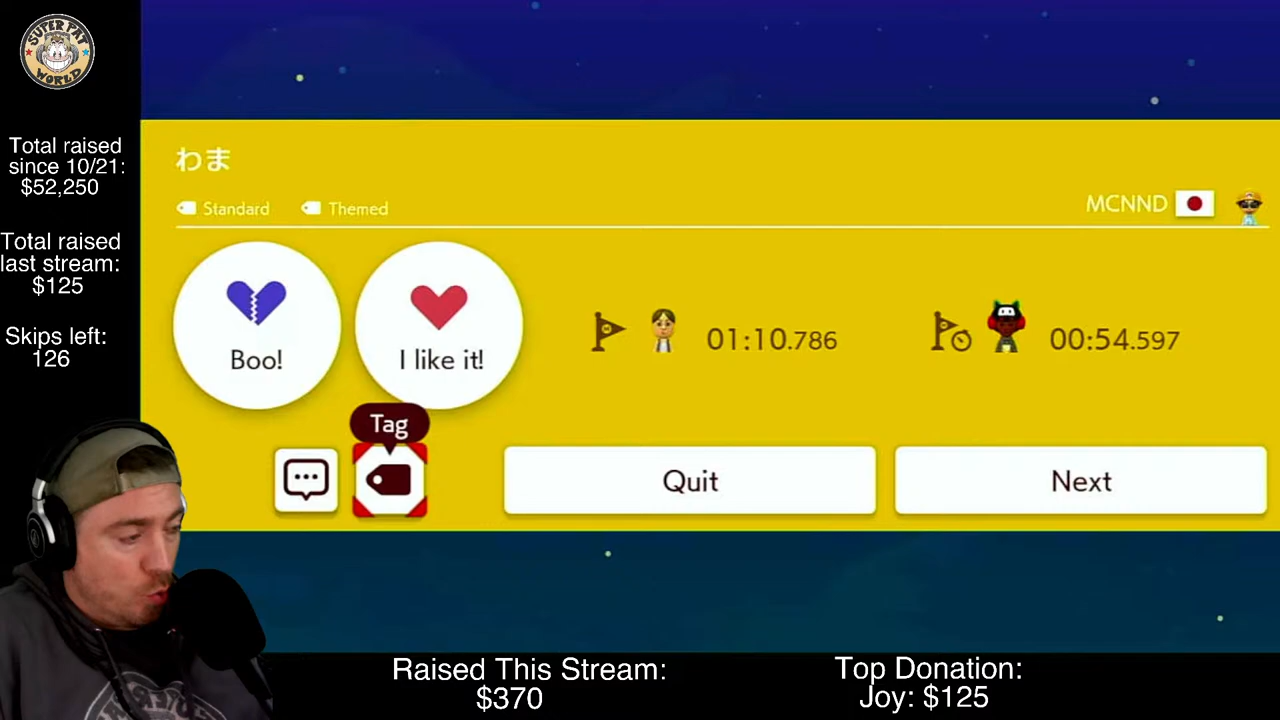 SUPER PAT
WORLD
Total raised
since 10/21:
$52,250
Total raised
last stream:
$125
Skips left:
126
わま
Standard
Themed
MCNND
Boo!
I like it!
01:10.786
00:54.597
Tag
Quit
Next
Raised This Stream:
$370
Top Donation:
Joy: $125